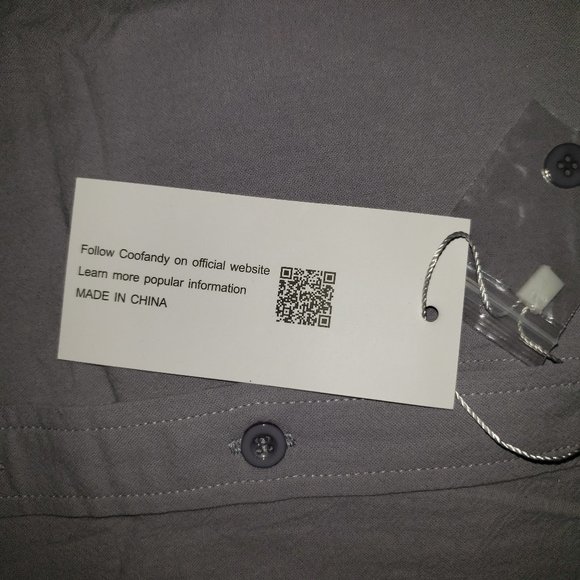 Follow Coofandy on official website
Learn more popular information
MADE IN CHINA